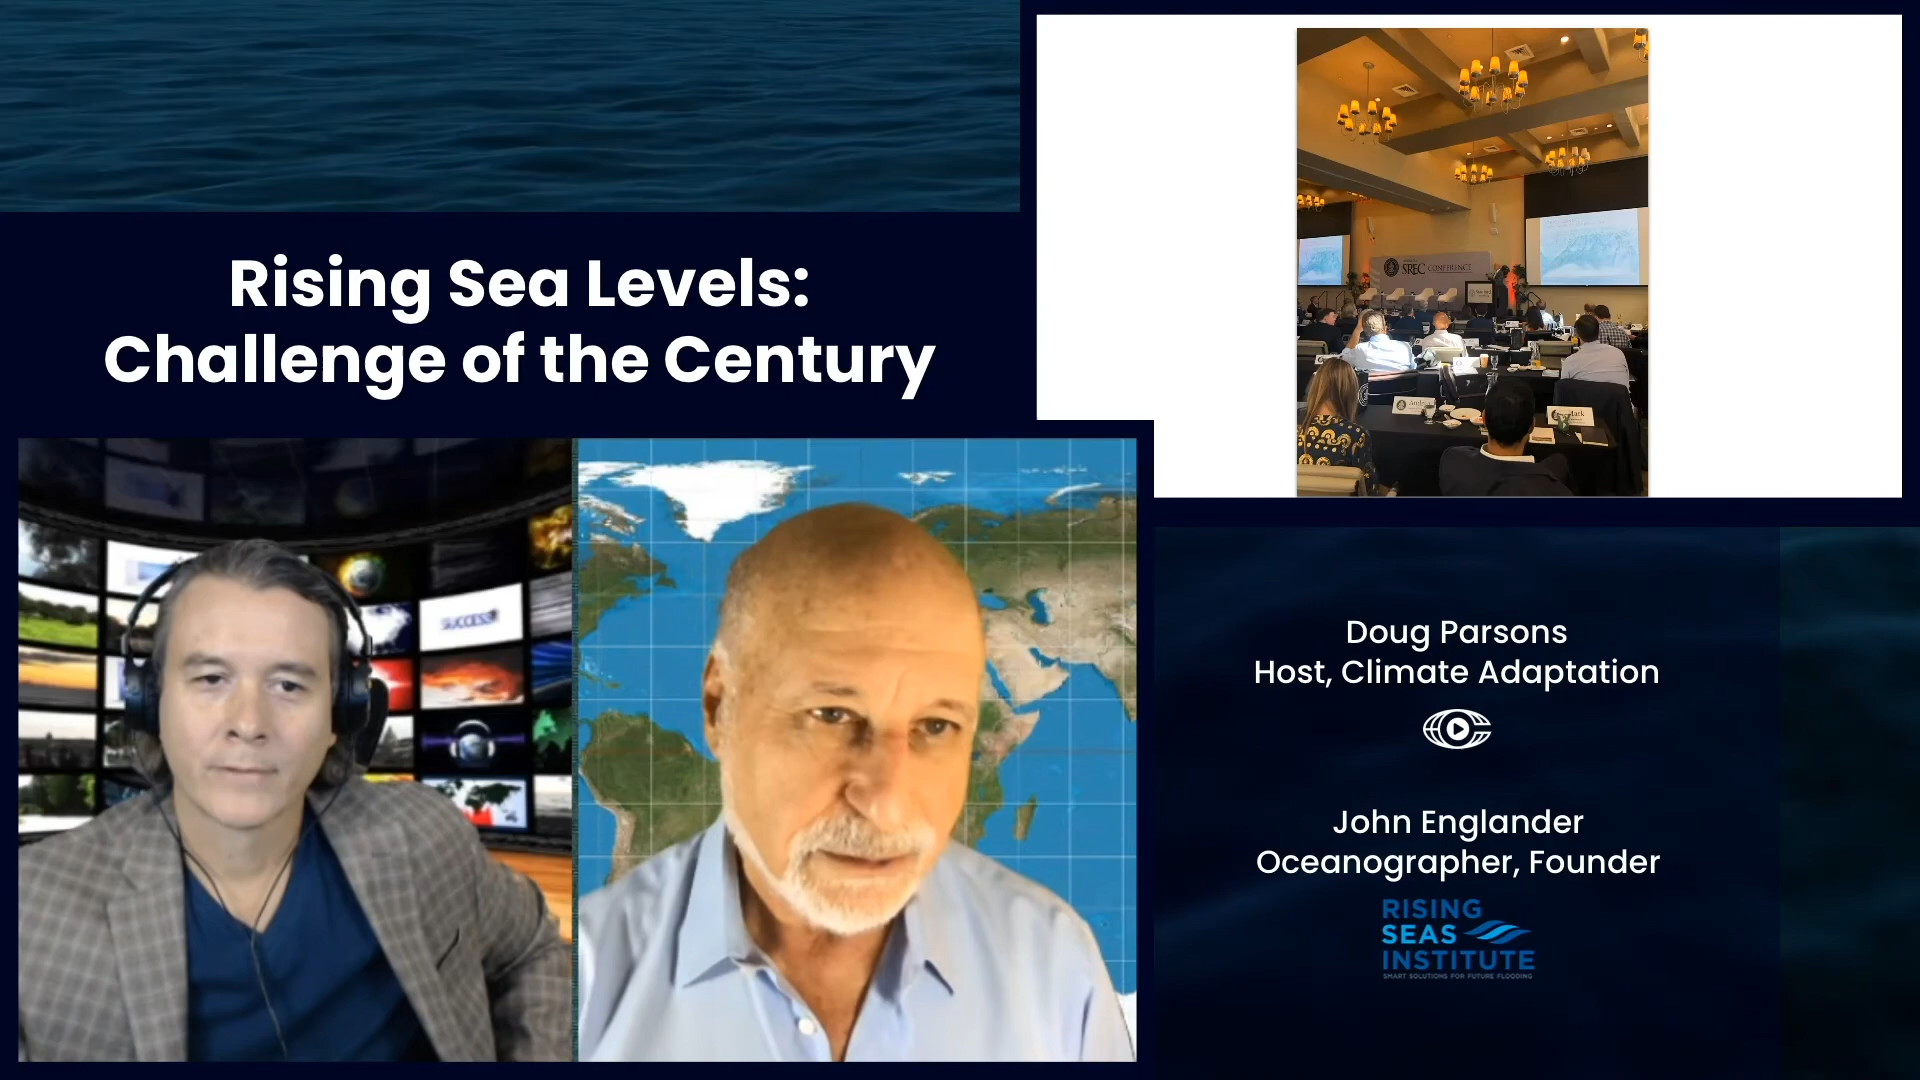 Rising Sea Levels:
Challenge of the Century
SREC CONFERENCE
SUCCESS
Doug Parsons
Host, Climate Adaptation
John Englander
Oceanographer, Founder
RISING
SEAS
INSTITUTE
SMART SOLUTIONS FOR FUTURE FLOODING